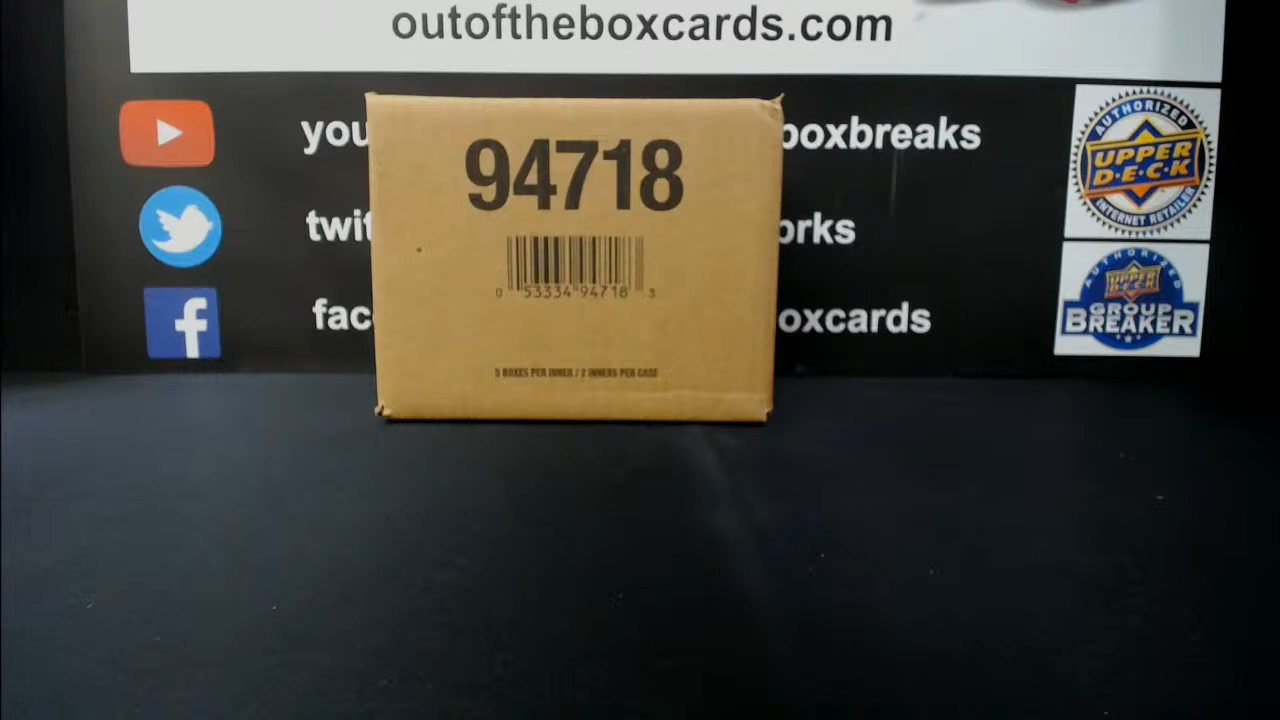 outoftheboxcards.com
you
boxbreaks
94718
twit
orks
0 53334 94718 3
fac
oxcards
5 BOXES PER INNER / 2 INNERS PER CASE
AUTHORIZED
UPPER
D·E·C·K
INTERNET RETAILER
AUTHORIZED
UPPER
DECK
GROUP
BREAKER